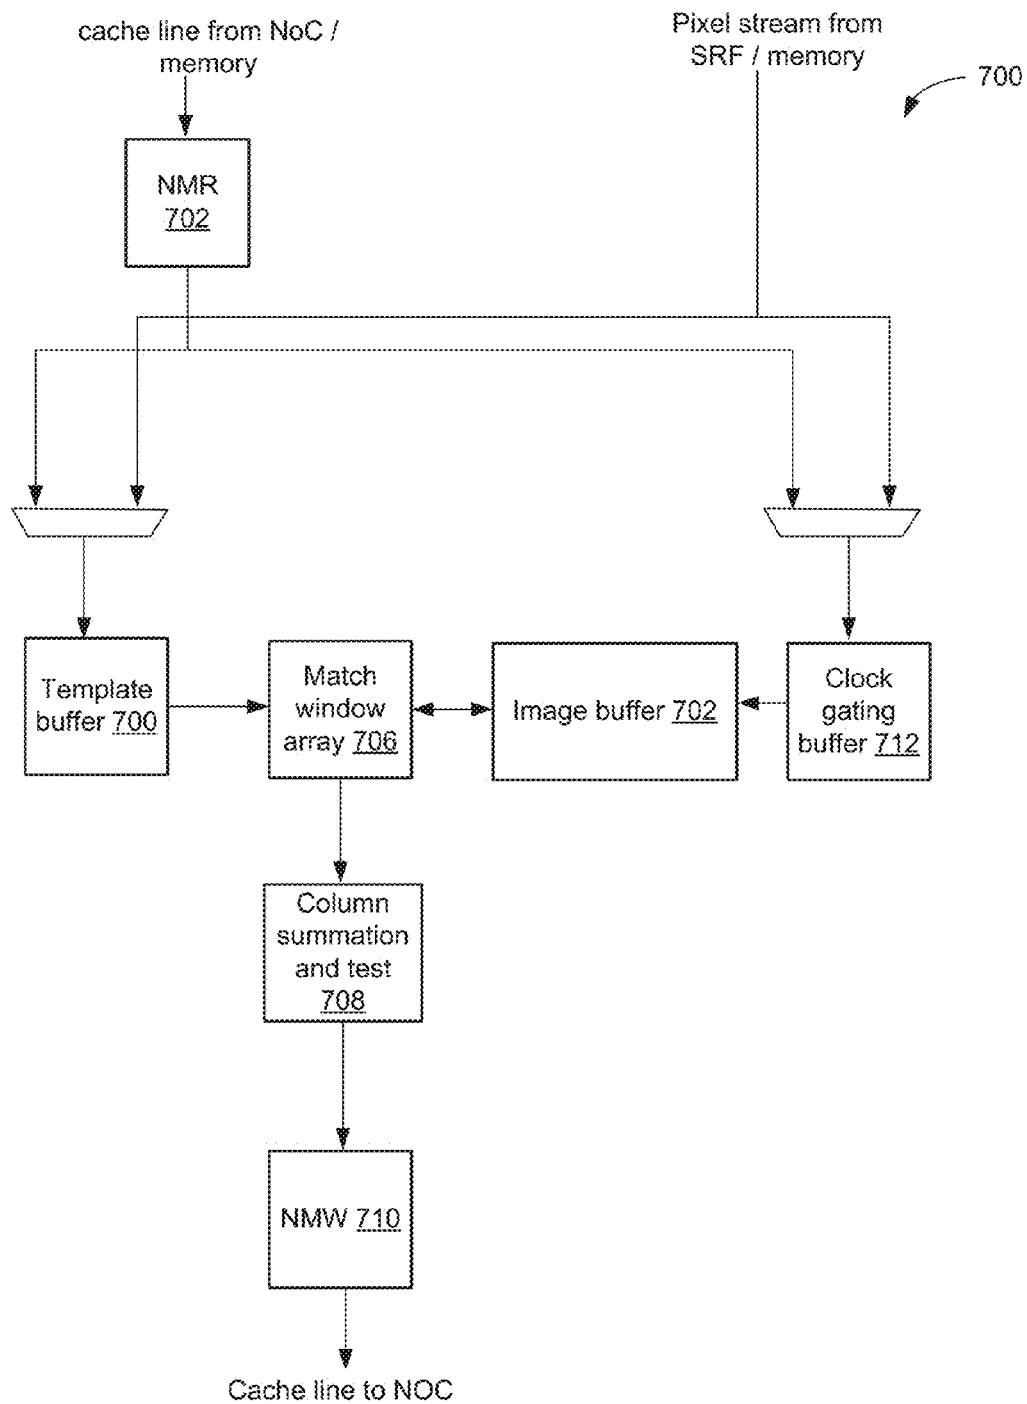 cache line from NoC /
memory
Pixel stream from
SRF / memory
700
NMR
702
Template
buffer 700
Match
window
array 706
Image buffer 702
Clock
gating
buffer 712
Column
summation
and test
708
NMW 710
Cache line to NOC